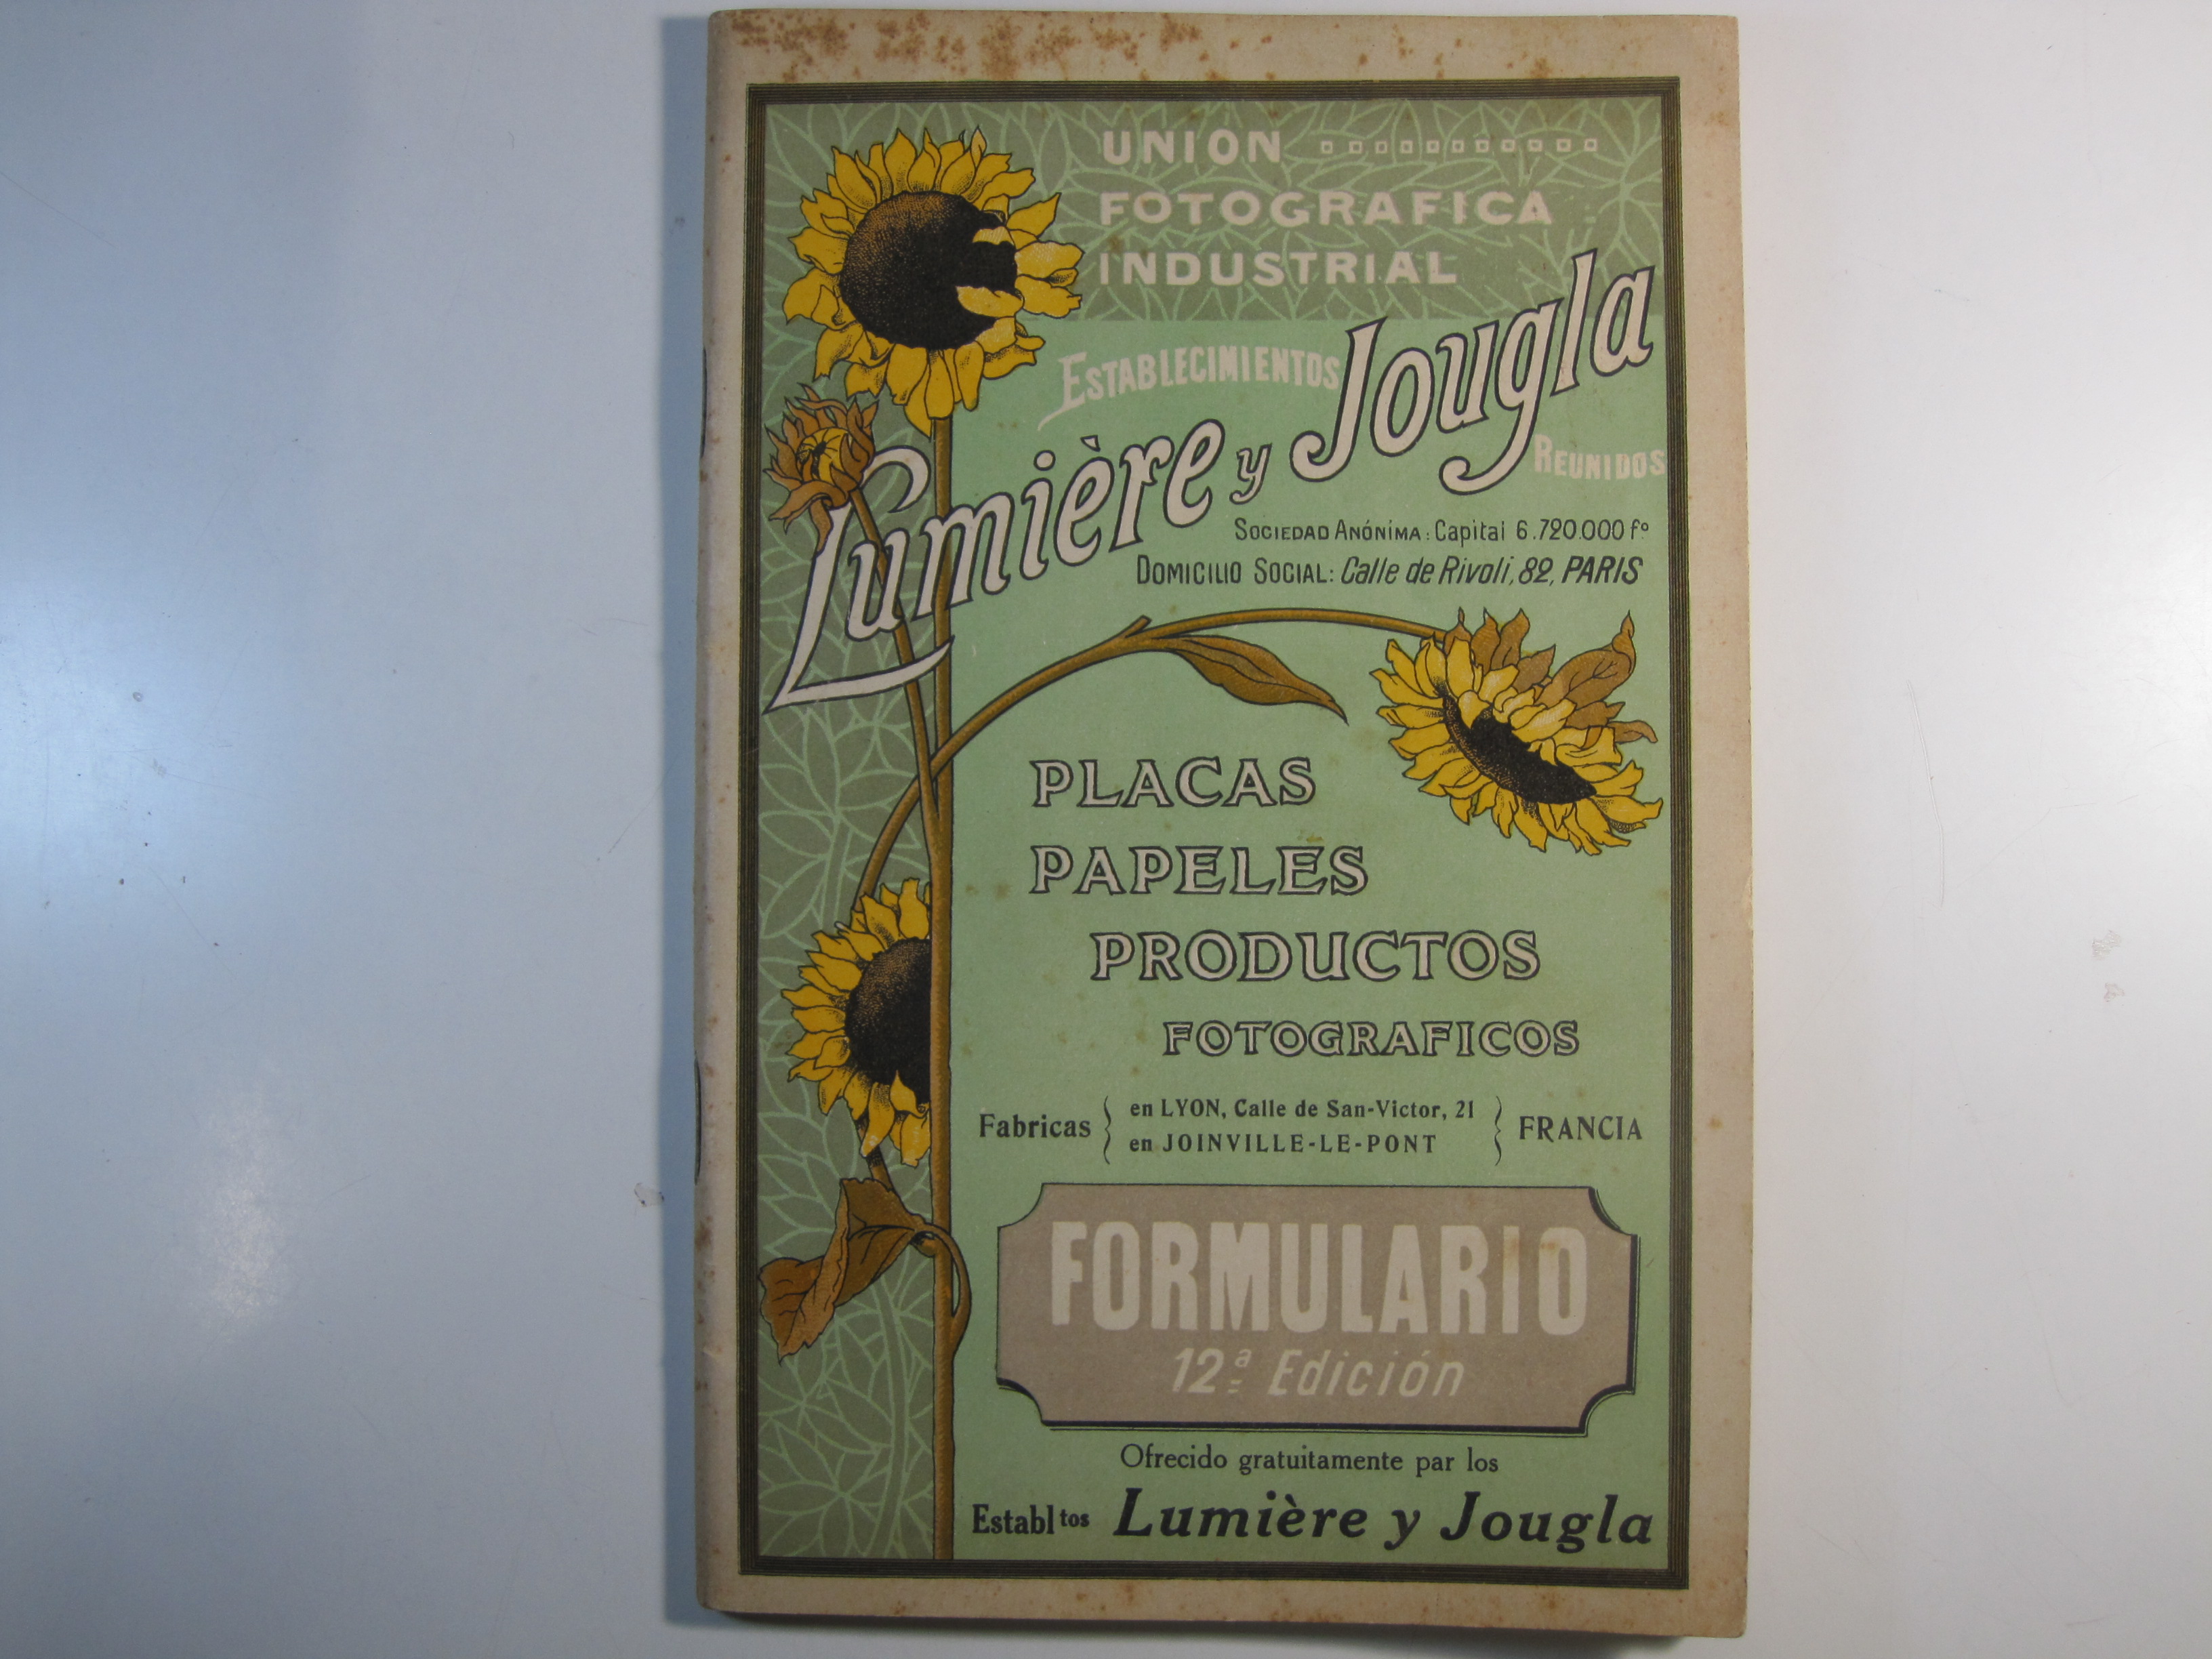 UNION
FOTOGRAFICA
INDUSTRIAL
ESTABLECIMIENTOS
Lumière y Jougla
REUNIDOS
SOCIEDAD ANÓNÍMA: Capitai 6.720.000 fº
DOMICILIO SOCIAL: Calle de Rivoli, 82, PARIS
PLACAS
PAPELES
PRODUCTOS
FOTOGRAFICOS
Fabricas { en LYON, Calle de San-Victor, 21 } FRANCIA
en JOINVILLE-LE-PONT
FORMULARIO
12ª Edición
Ofrecido gratuitamente par los
Establtos Lumière y Jougla